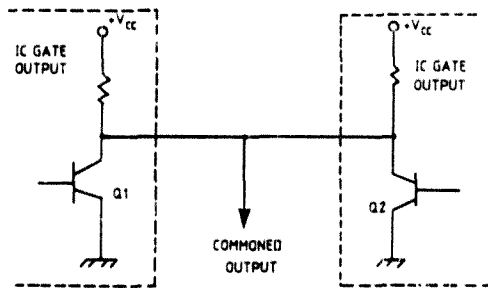 +VCC
IC GATE
OUTPUT
Q1
COMMONED
OUTPUT
+VCC
IC GATE
OUTPUT
Q2